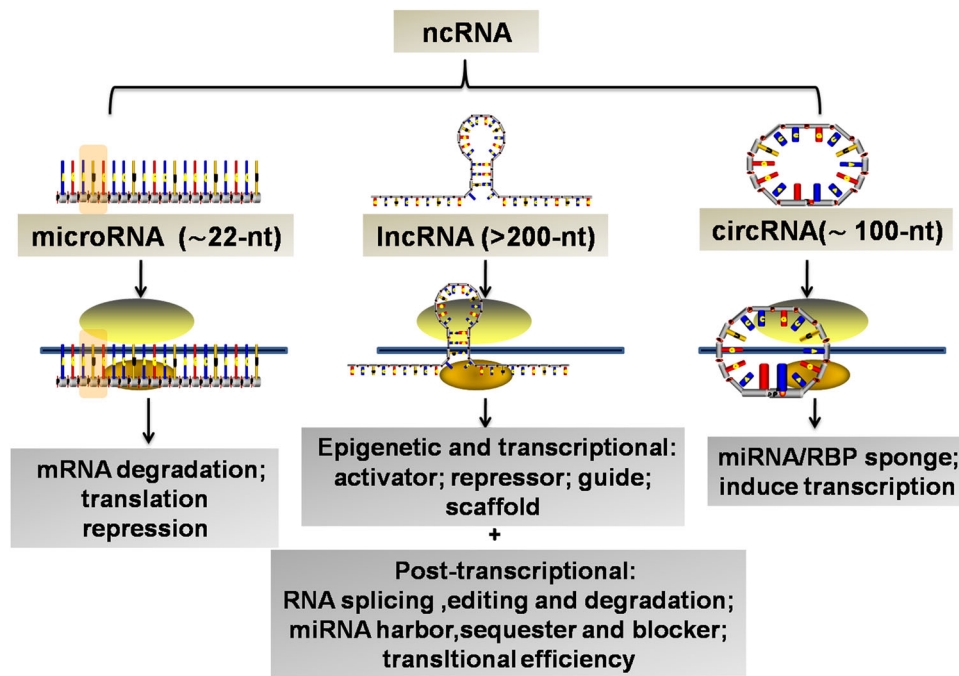 ncRNA
microRNA (~22-nt)
lncRNA (>200-nt)
circRNA(~ 100-nt)
mRNA degradation;
translation
repression
Epigenetic and transcriptional:
activator; repressor; guide;
scaffold
+
Post-transcriptional:
RNA splicing ,editing and degradation;
miRNA harbor,sequester and blocker;
transltional efficiency
miRNA/RBP sponge;
induce transcription